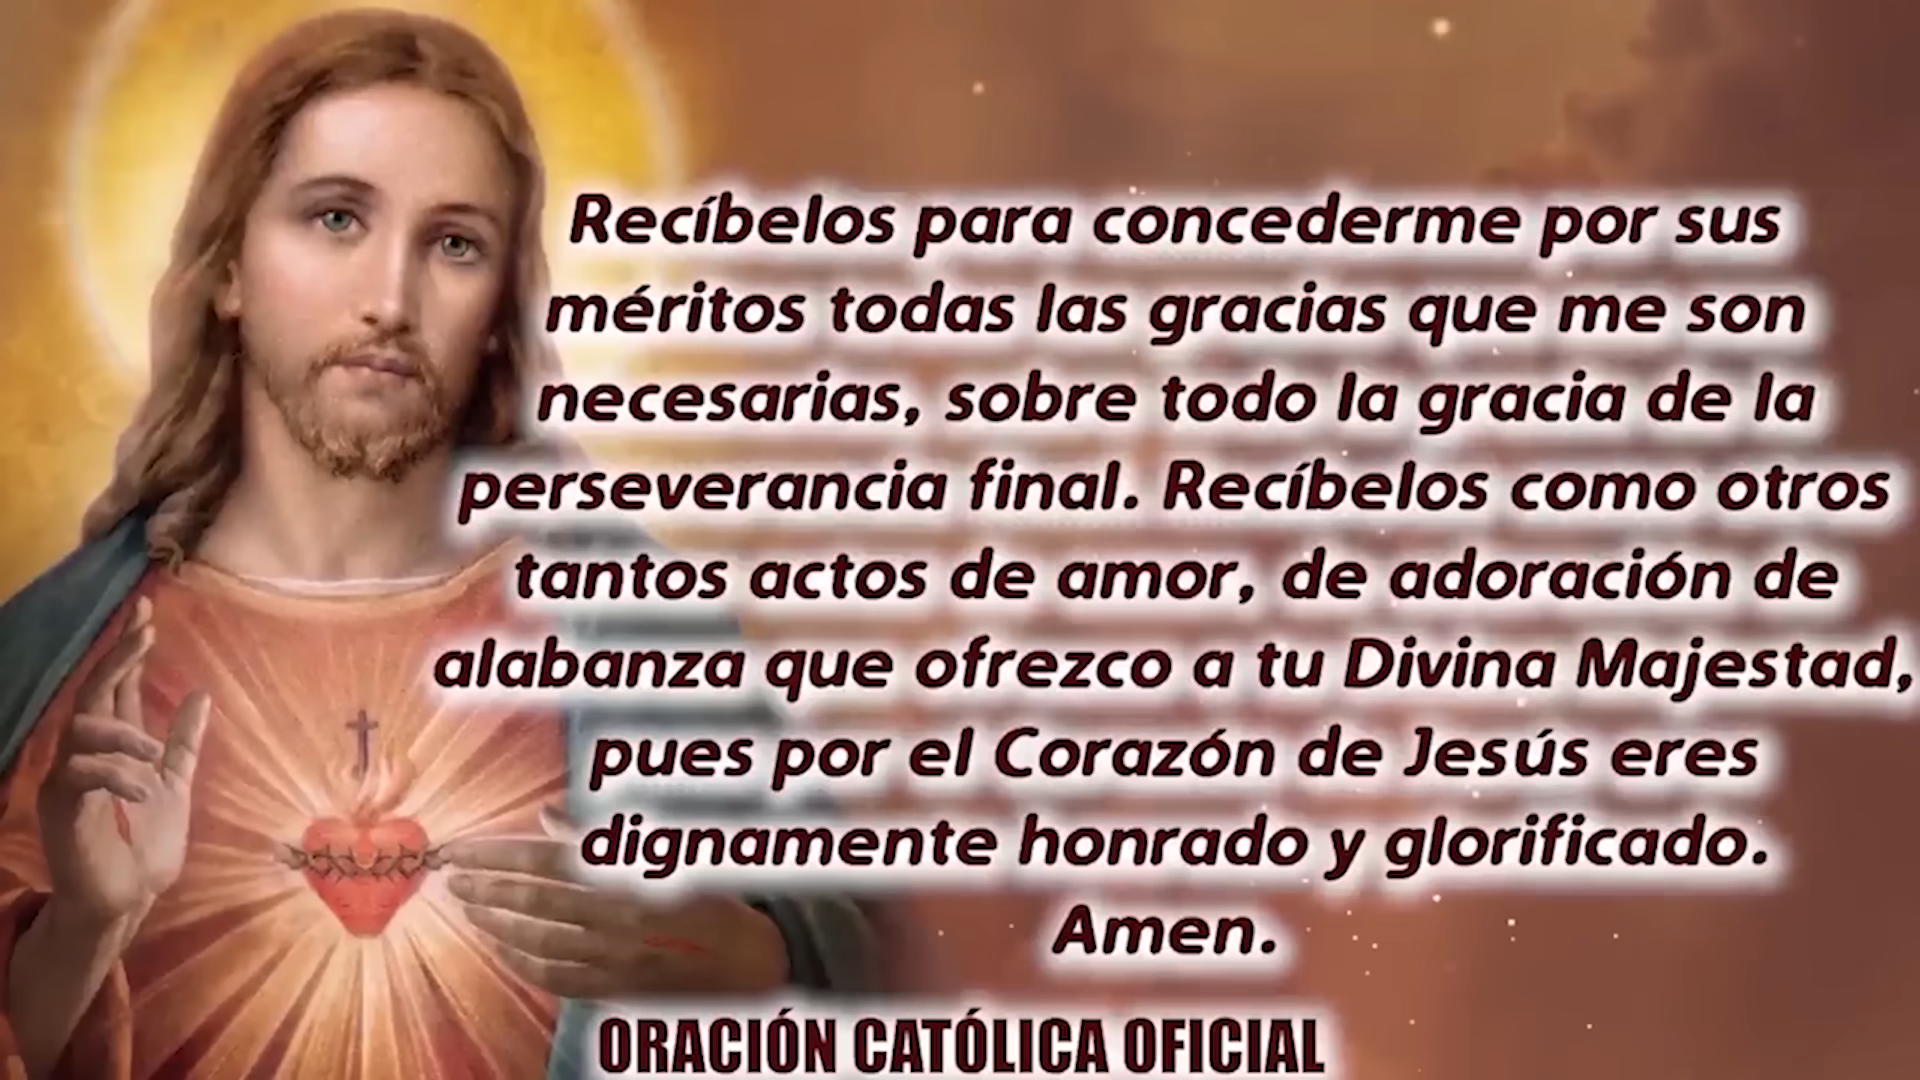 Recíbelos para concederme por sus
méritos todas las gracias que me son
necesarias, sobre todo la gracia de la
perseverancia final. Recíbelos como otros
tantos actos de amor, de adoración de
alabanza que ofrezco a tu Divina Majestad,
pues por el Corazón de Jesús eres
dignamente honrado y glorificado.
Amen.
ORACIÓN CATÓLICA OFICIAL